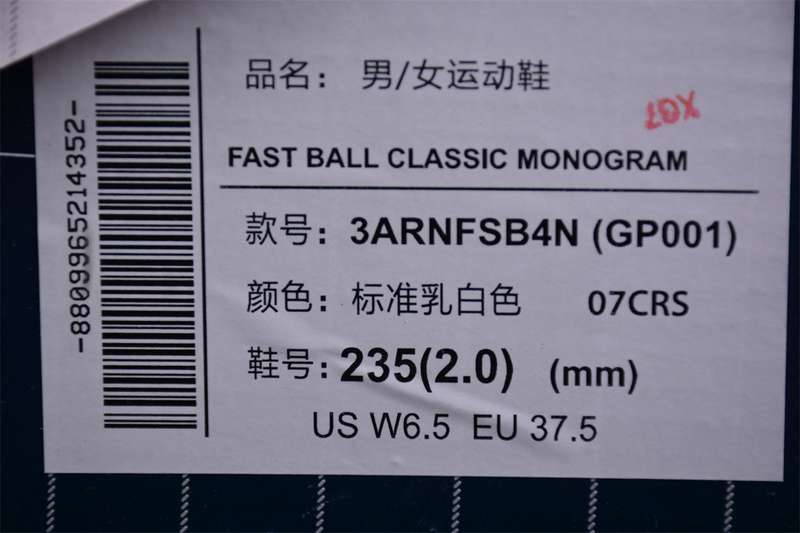 品名： 男/女运动鞋
FAST BALL CLASSIC MONOGRAM
款号： 3ARNFSB4N (GP001)
颜色： 标准乳白色 07CRS
鞋号： 235(2.0) (mm)
US W6.5 EU 37.5
-8809965214352-